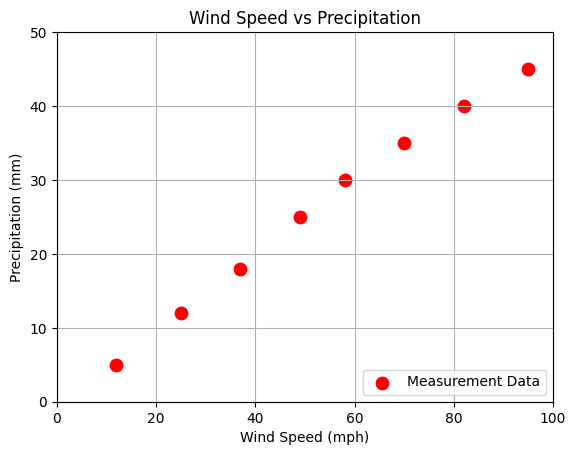 Wind Speed vs Precipitation
50
40
30
20
10
0
Precipitation (mm)
Measurement Data
0 20 40 60 80 100
Wind Speed (mph)